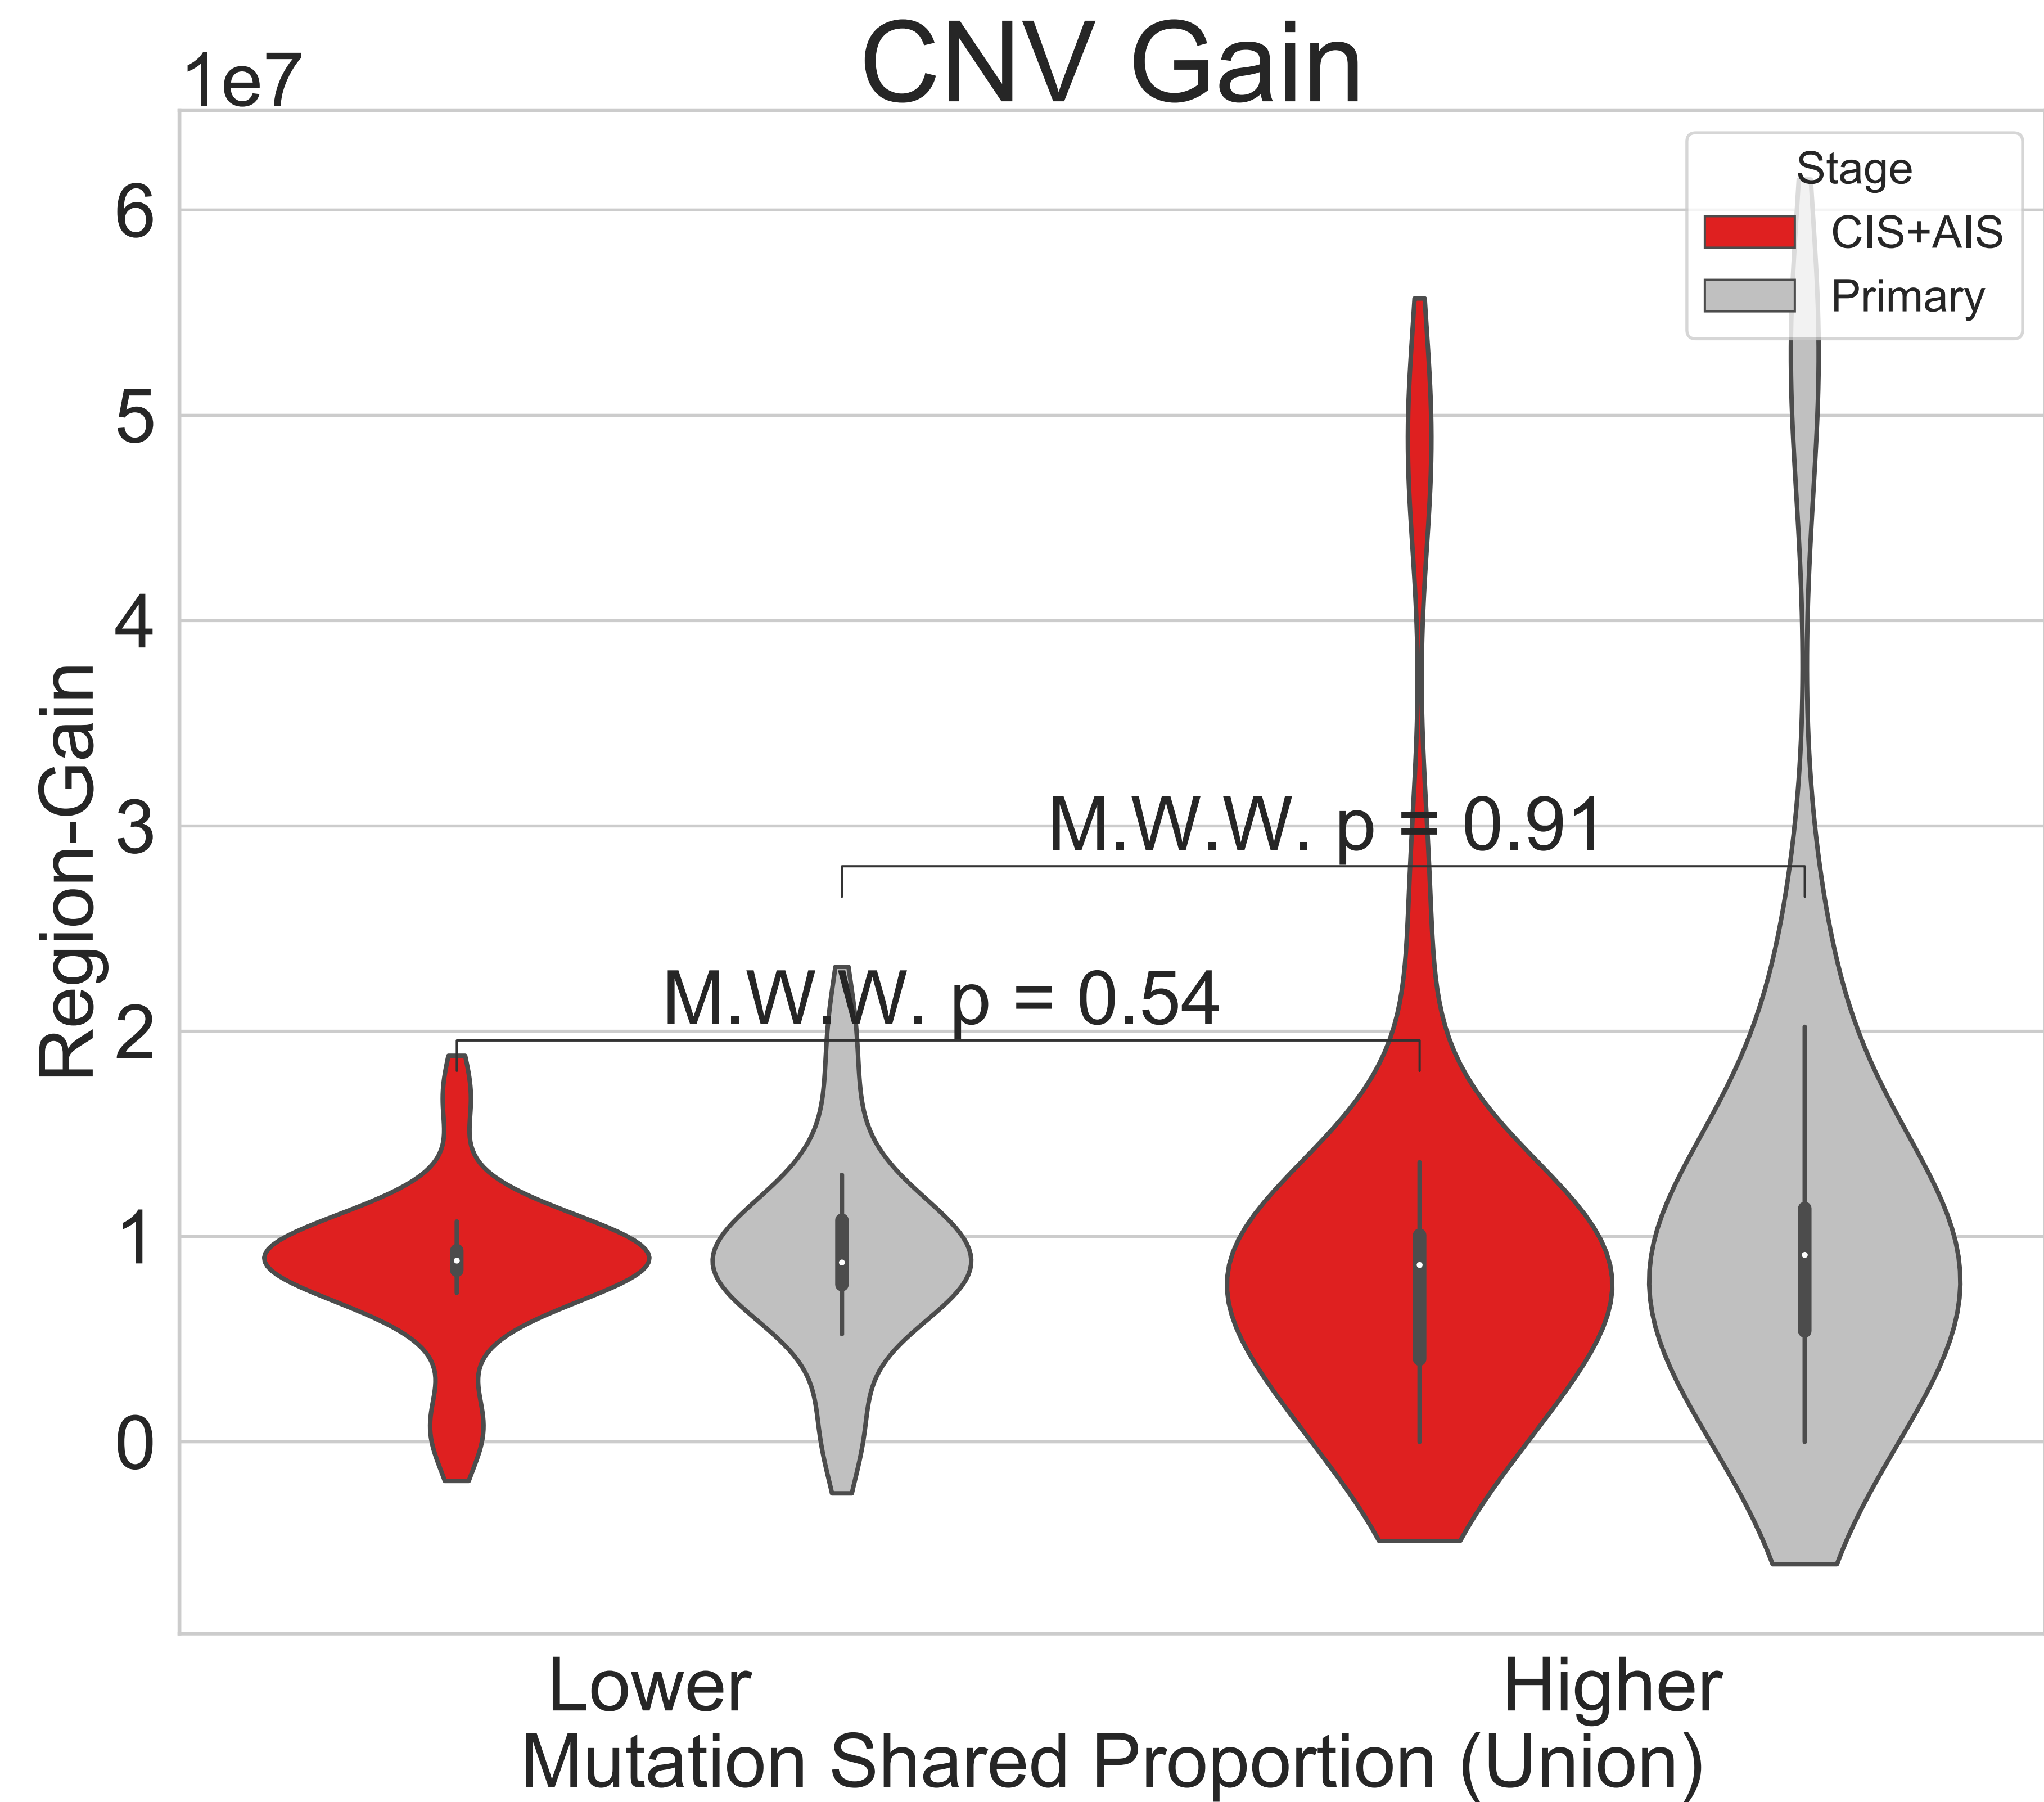 CNV Gain
1e7
Stage
CIS+AIS
Primary
6
5
4
3
2
1
0
Region-Gain
M.W.W. p = 0.91
M.W.W. p = 0.54
Lower
Higher
Mutation Shared Proportion (Union)